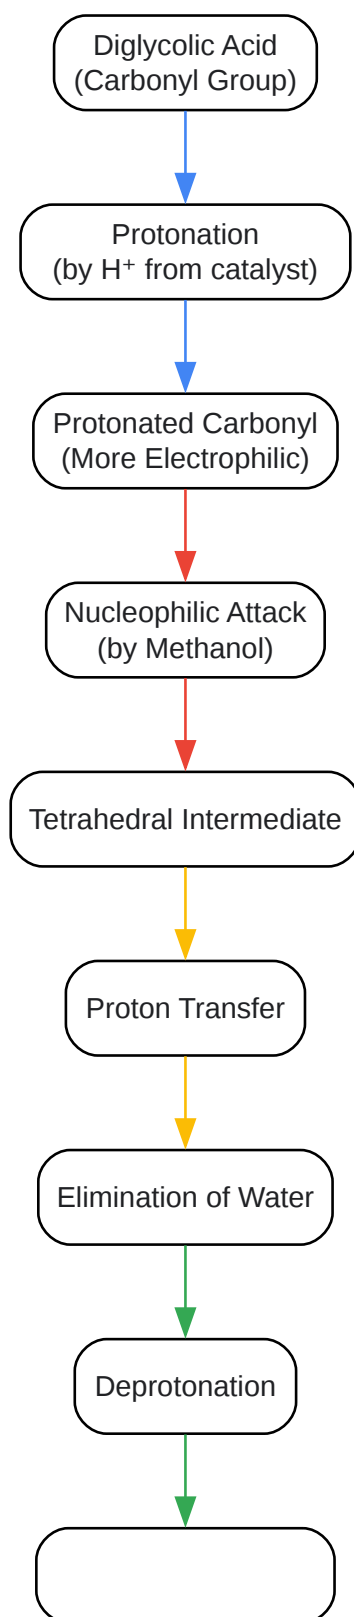 Diglycolic Acid
(Carbonyl Group)
Protonation
(by H⁺ from catalyst)
Protonated Carbonyl
(More Electrophilic)
Nucleophilic Attack
(by Methanol)
Tetrahedral Intermediate
Proton Transfer
Elimination of Water
Deprotonation